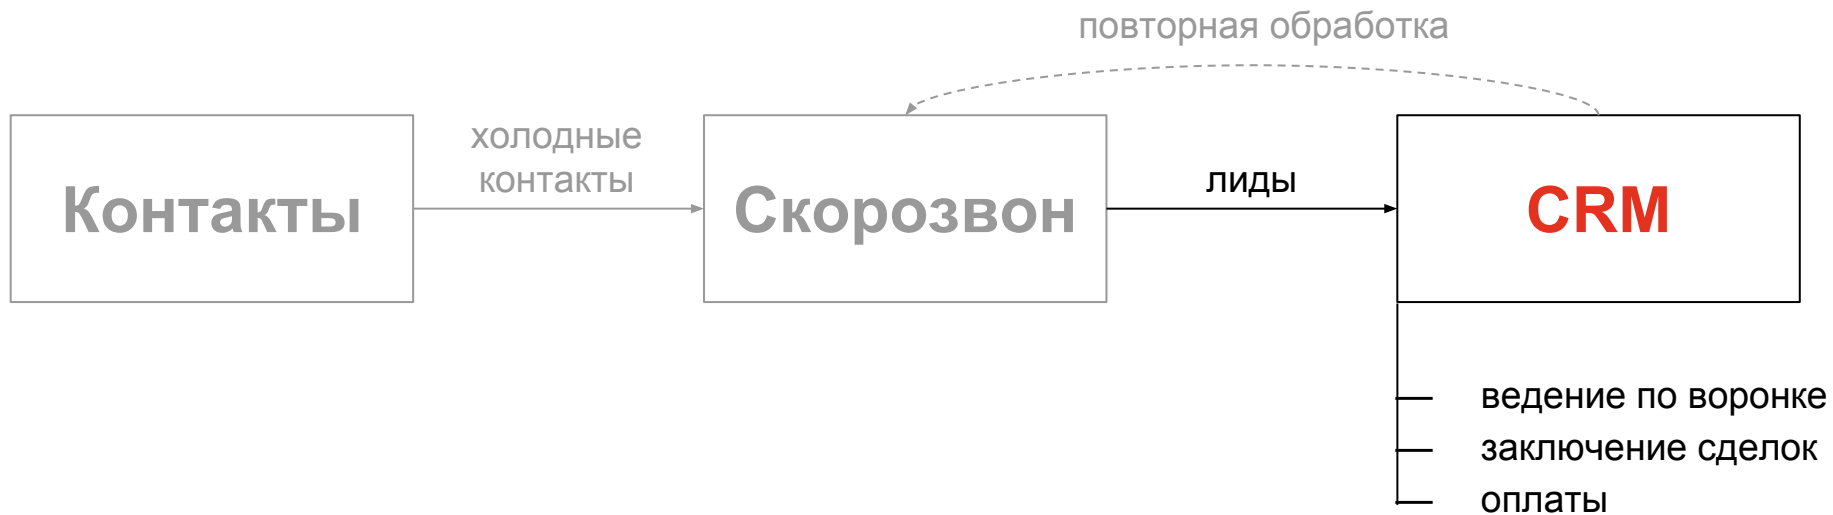 повторная обработка
холодные
контакты
Контакты
Скорозвон
лиды
CRM
ведение по воронке
заключение сделок
оплаты